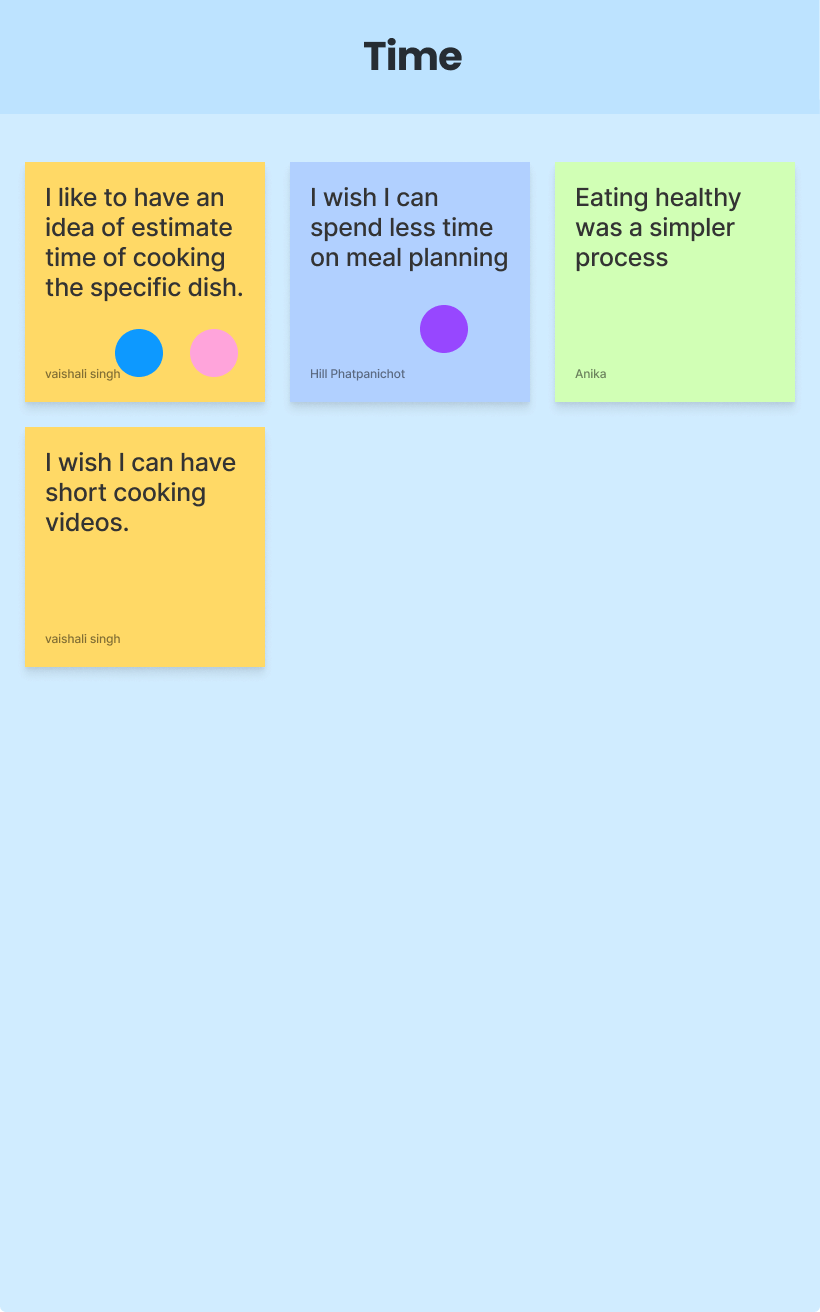 Time
I like to have an
idea of estimate
time of cooking
the specific dish.
vaishali singh
I wish I can
spend less time
on meal planning
Hill Phatpanichot
Eating healthy
was a simpler
process
Anika
I wish I can have
short cooking
videos.
vaishali singh